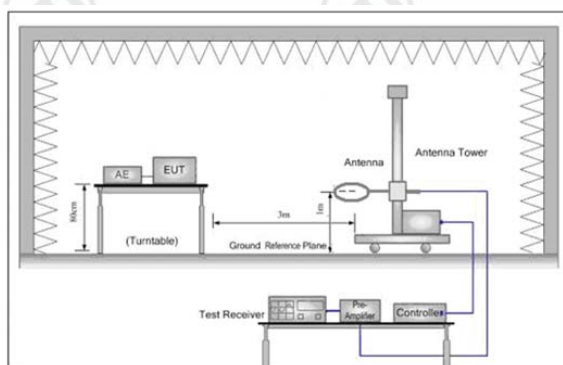 Antenna
Antenna Tower
AE
EUT
80cm
(Turntable)
3m
1m
Ground Reference Plane
Test Receiver
Pre-
Amplifier
Controller